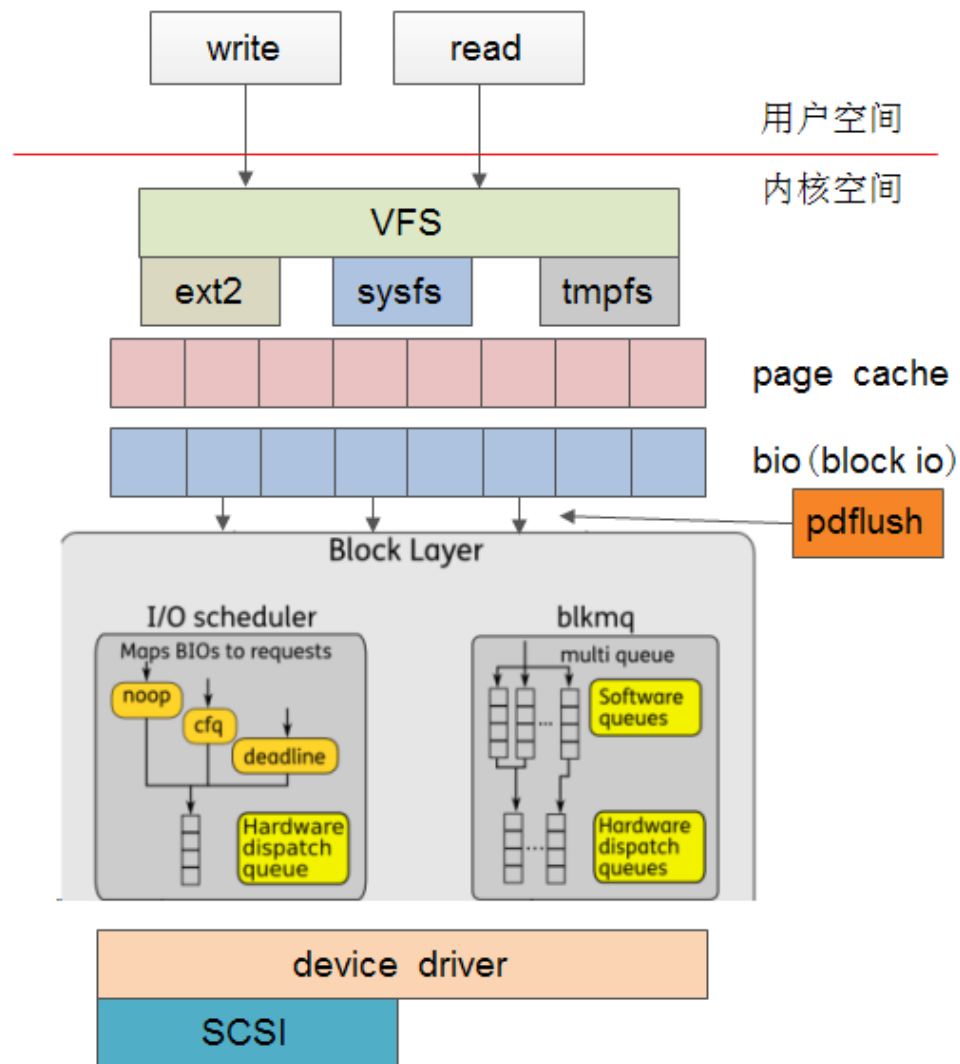 write
read
用户空间
内核空间
VFS
ext2
sysfs
tmpfs
page cache
bio(block io)
pdflush
Block Layer
I/O scheduler
Maps BIOs to requests
noop
cfq
deadline
Hardware
dispatch
queue
blkmq
multi queue
Software
queues
Hardware
dispatch
queues
device driver
SCSI